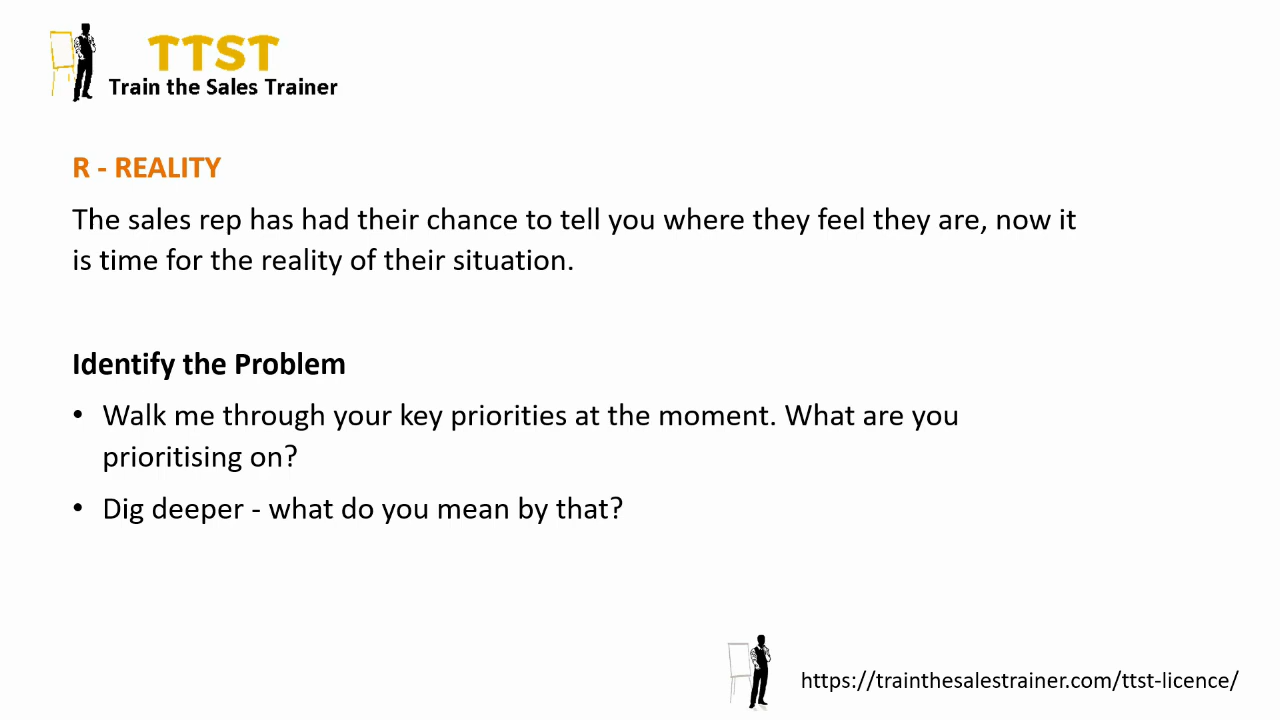 TTST
Train the Sales Trainer
R - REALITY
The sales rep has had their chance to tell you where they feel they are, now it
is time for the reality of their situation.
Identify the Problem
• Walk me through your key priorities at the moment. What are you
prioritising on?
• Dig deeper - what do you mean by that?
https://trainthesalestrainer.com/ttst-licence/